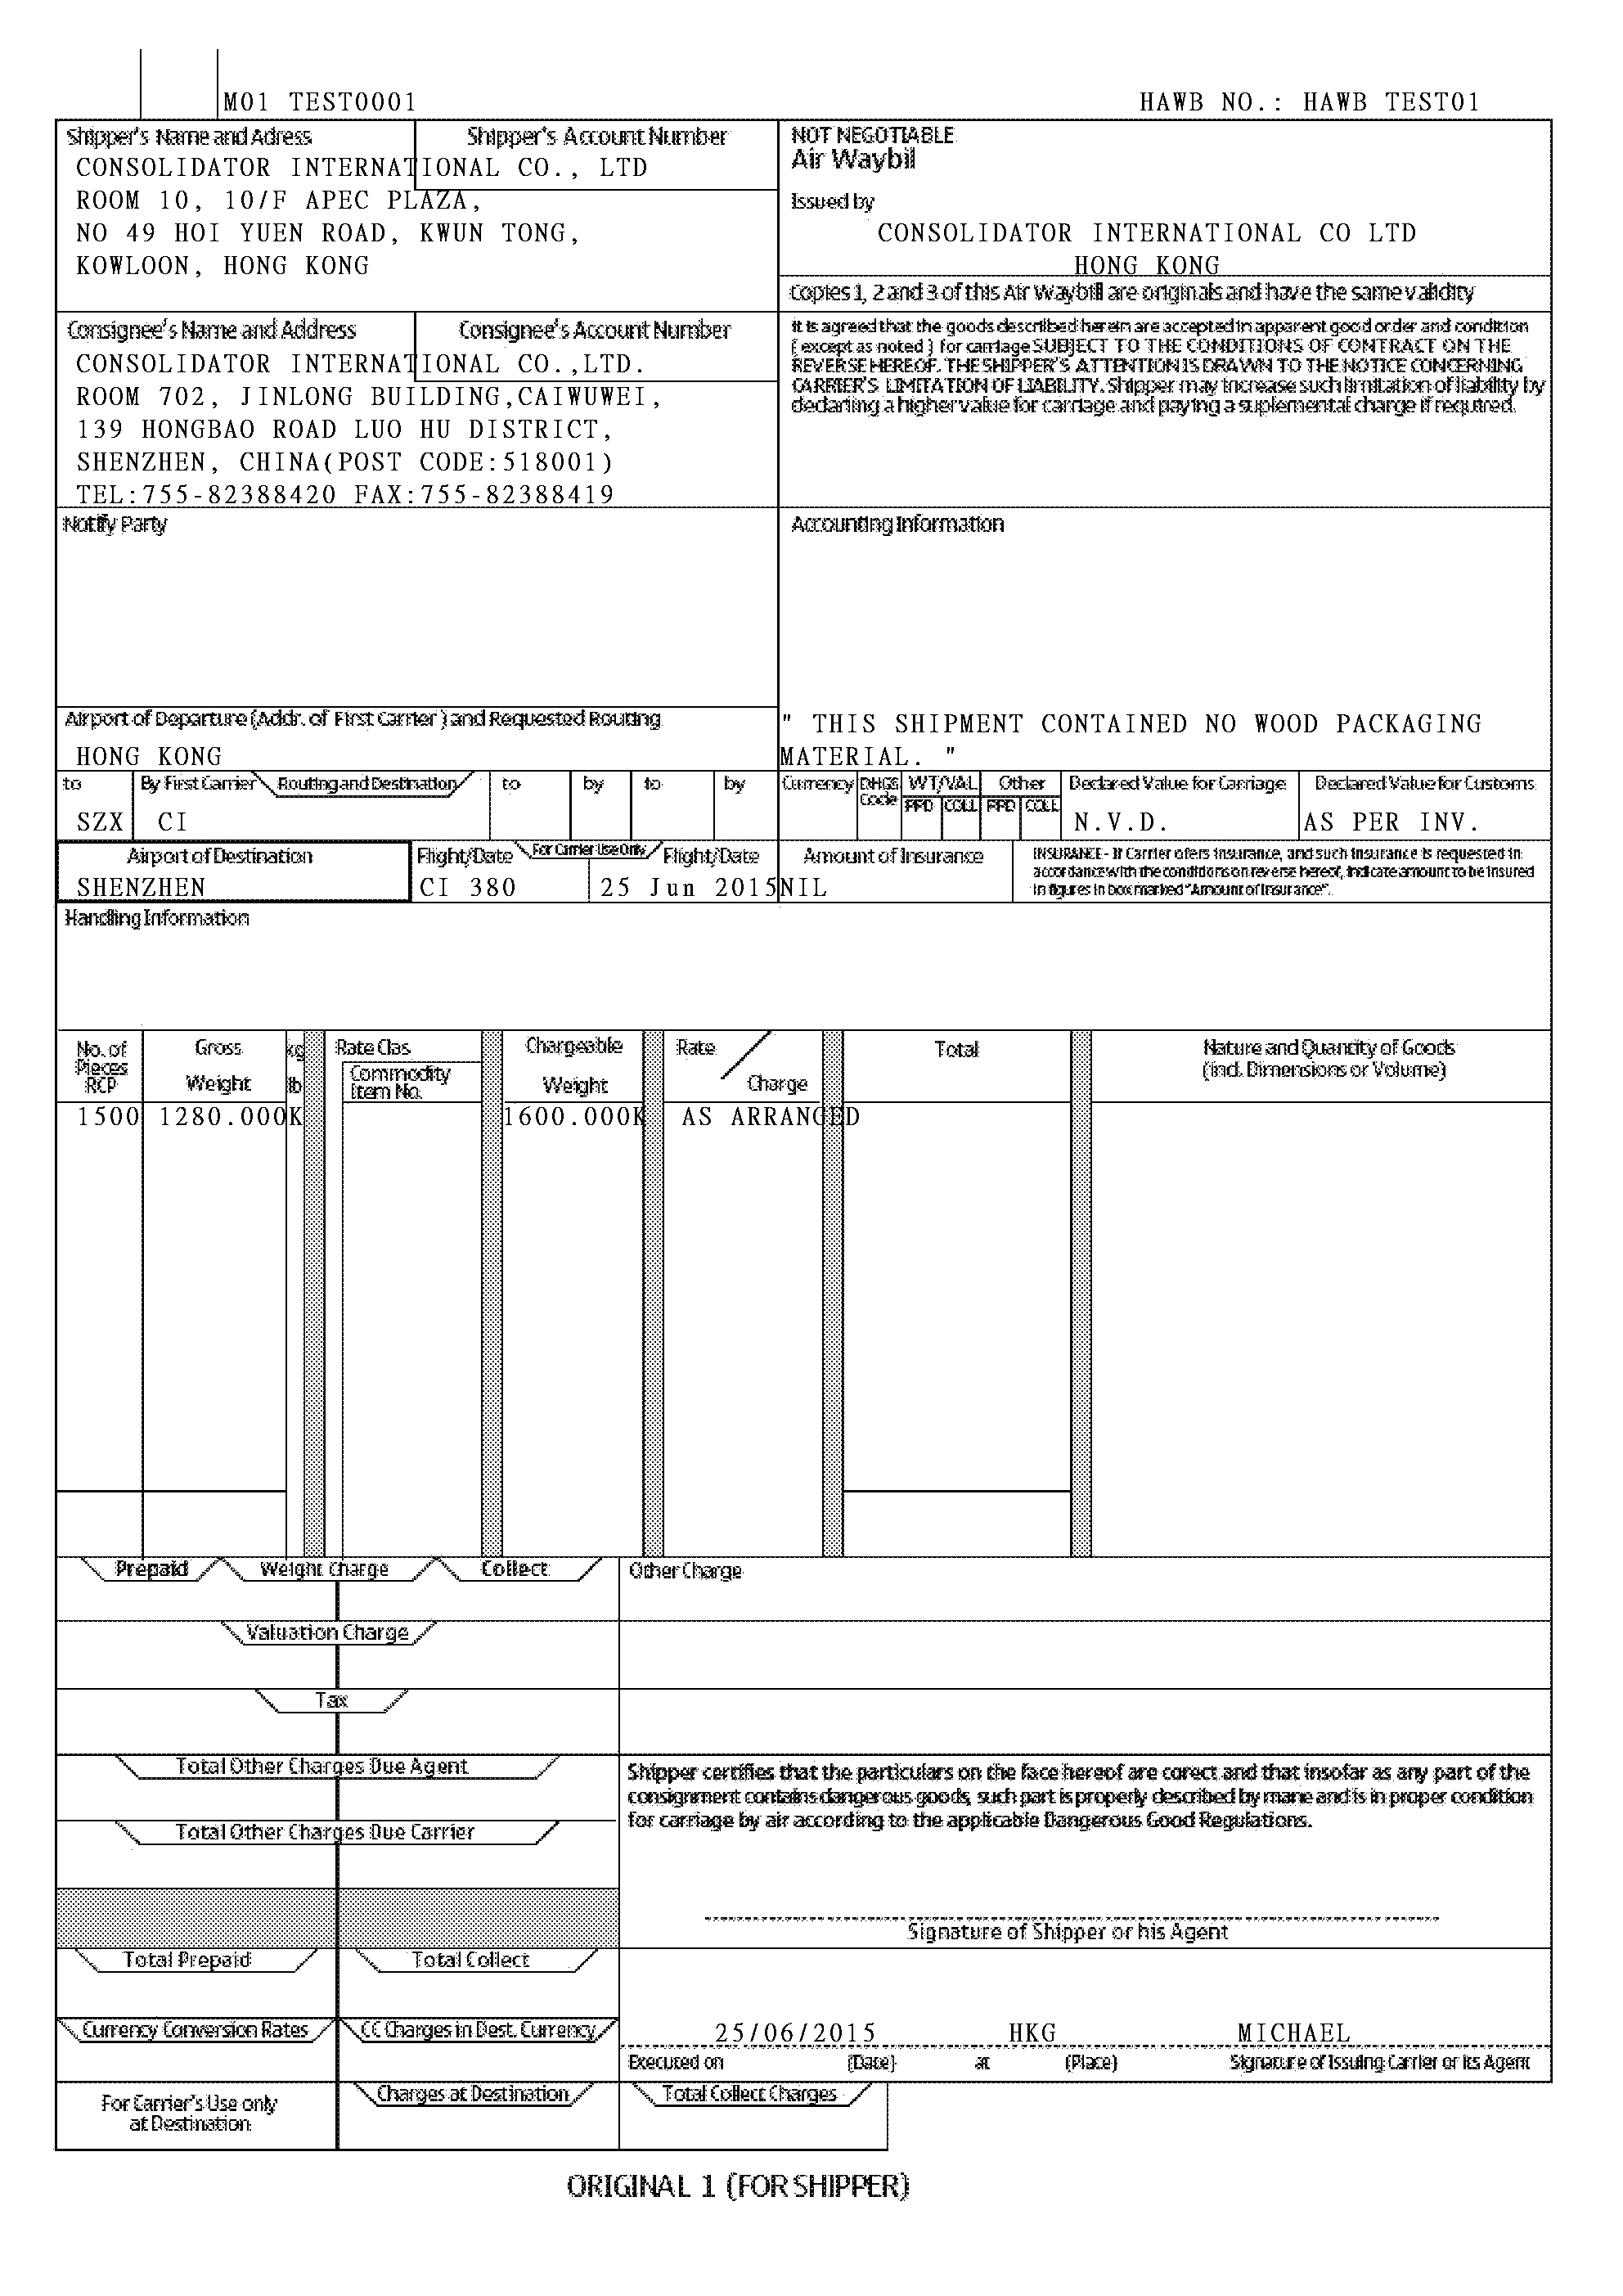 M01 TEST0001
HAWB NO.: HAWB TEST01
Shipper's Name and Adress
Shipper's Account Number
CONSOLIDATOR INTERNATIONAL CO., LTD
ROOM 10, 10/F APEC PLAZA,
NO 49 HOI YUEN ROAD, KWUN TONG,
KOWLOON, HONG KONG
NOT NEGOTIABLE
Air Waybil
Issued by
CONSOLIDATOR INTERNATIONAL CO LTD
HONG KONG
Copies 1, 2 and 3 of this Air Waybill are originals and have the same validity
Consignee's Name and Address
Consignee's Account Number
CONSOLIDATOR INTERNATIONAL CO.,LTD.
ROOM 702, JINLONG BUILDING,CAIWUWEI,
139 HONGBAO ROAD LUO HU DISTRICT,
SHENZHEN, CHINA(POST CODE:518001)
TEL:755-82388420 FAX:755-82388419
It is agreed that the goods described herein are accepted in apparent good order and condition
( except as noted ) for carriage SUBJECT TO THE CONDITIONS OF CONTRACT ON THE
REVERSE HEREOF. THE SHIPPER'S ATTENTION IS DRAWN TO THE NOTICE CONCERNING
CARRIER'S LIMITATION OF LIABILITY. Shipper may increase such limitation of liability by
declaring a higher value for carriage and paying a suplemental charge if required.
Notify Party
Accounting Information
Airport of Departure (Addr. of First Carrier ) and Requested Routing
HONG KONG
" THIS SHIPMENT CONTAINED NO WOOD PACKAGING
MATERIAL. "
to
By First Carrier
Routing and Destination
to
by
to
by
SZX
CI
Currency
CHGS
Code
WT/VAL
PPD
COLL
Other
PPD
COLL
Declared Value for Carriage
N.V.D.
Declared Value for Customs
AS PER INV.
Airport of Destination
SHENZHEN
Flight/Date
For Carrier Use Only
Flight/Date
CI 380
25 Jun 2015
Amount of Insurance
NIL
INSURANCE - If Carrier ofers insurance, and such insurance is requested in
accordance with the conditions on reverse hereof, indicate amount to be insured
in figures in box marked "Amount of Insurance".
Handling Information
No. of
Pieces
RCP
Gross
Weight
kg
lb
Rate Clas
Commodity
Item No.
Chargeable
Weight
Rate
Charge
Total
Nature and Quantity of Goods
(incl. Dimensions or Volume)
1500 1280.000K 1600.000K AS ARRANGED
Prepaid
Weight Charge
Collect
Other Charge
Valuation Charge
Tax
Total Other Charges Due Agent
Total Other Charges Due Carrier
Shipper certifies that the particulars on the face hereof are corect and that insofar as any part of the
consignment contains dangerous goods, such part is properly described by mane and is in proper condition
for carriage by air according to the applicable Dangerous Good Regulations.
Signature of Shipper or his Agent
Total Prepaid
Total Collect
Currency Conversion Rates
CC Charges in Dest. Currency
25/06/2015 HKG MICHAEL
Executed on (Date) at (Place) Signature of Issuing Carrier or its Agent
For Carrier's Use only
at Destination
Charges at Destination
Total Collect Charges
ORIGINAL 1 (FOR SHIPPER)